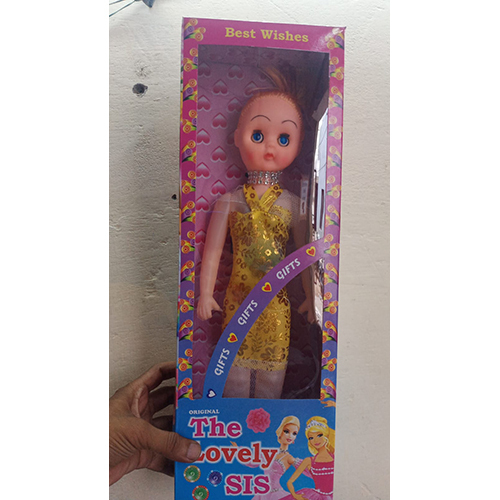 Best Wishes
GIFTS
GIFTS
GIFTS
ORIGINAL
The
Lovely
SIS